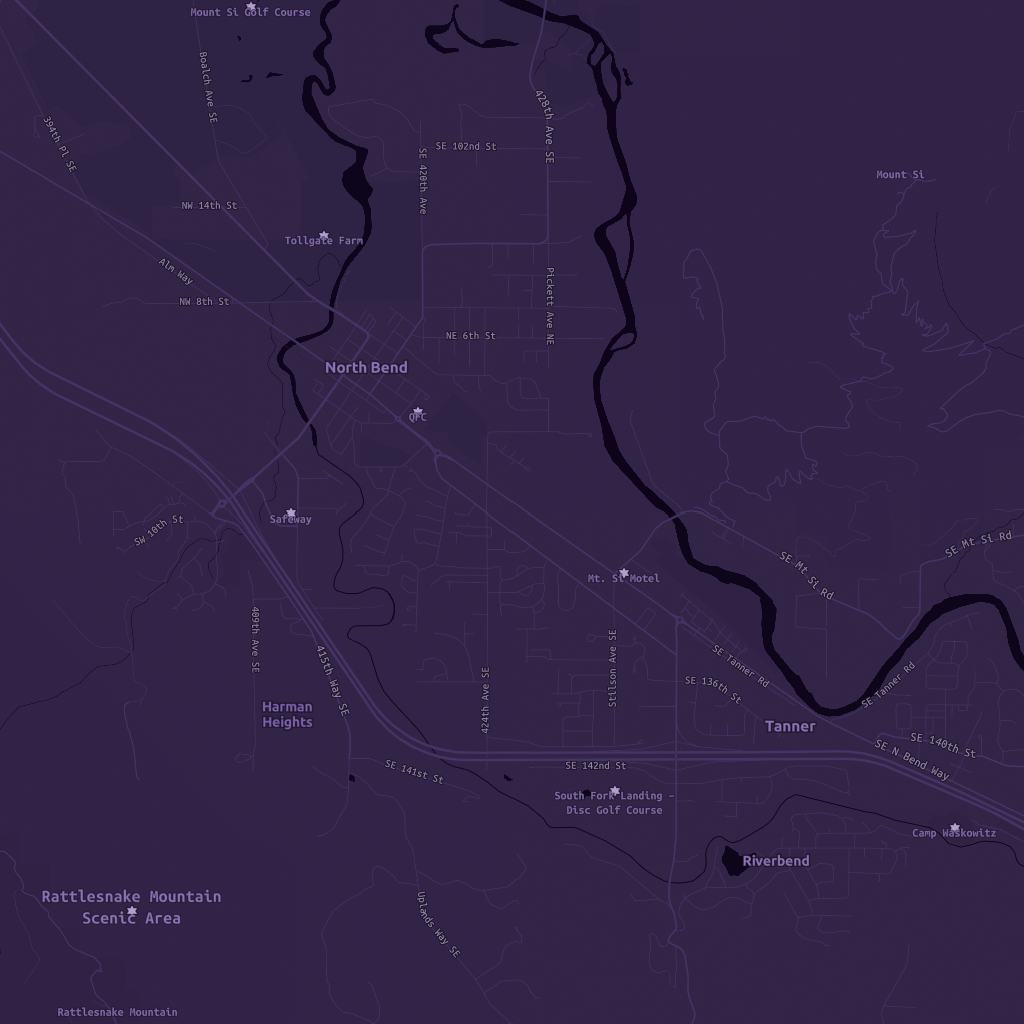 Mount Si Golf Course
Boalch Ave SE
394th Pl SE
428th Ave SE
SE 102nd St
SE 420th Ave
Mount Si
NW 14th St
Tollgate Farm
Alm Way
NW 8th St
Pickett Ave NE
NE 6th St
North Bend
QFC
Safeway
SW 10th St
SE Mt Si Rd
SE Mt Si Rd
Mt. Si Motel
409th Ave SE
415th Way SE
424th Ave SE
Stilson Ave SE
SE Tanner Rd
SE 136th St
SE Tanner Rd
Harman
Heights
Tanner
SE 140th St
SE N Bend Way
SE 141st St
SE 142nd St
South Fork Landing -
Disc Golf Course
Camp Waskowitz
Riverbend
Rattlesnake Mountain
Scenic Area
Uplands Way SE
Rattlesnake Mountain